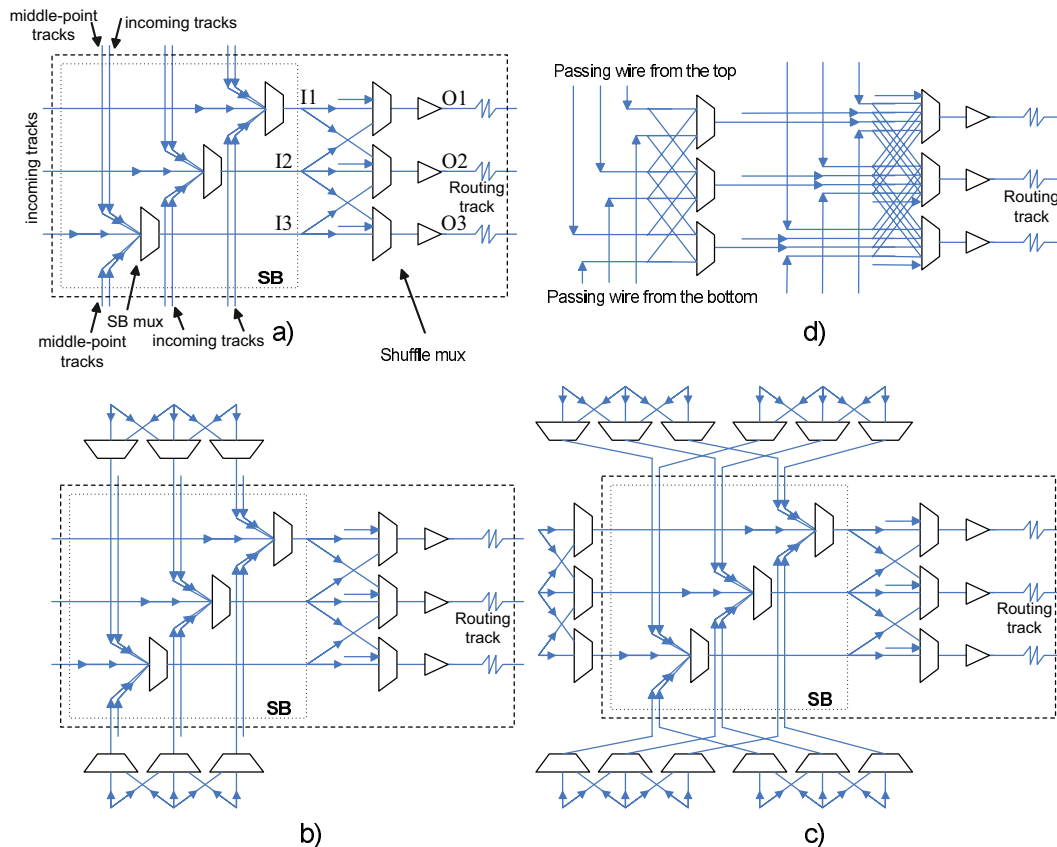 middle-point
tracks
incoming tracks
incoming tracks
I1
O1
I2
O2
Routing
track
I3
O3
SB
SB mux
middle-point
tracks
incoming tracks
a)
Shuffle mux
Passing wire from the top
Routing
track
Passing wire from the bottom
d)
Routing
track
SB
b)
Routing
track
SB
c)